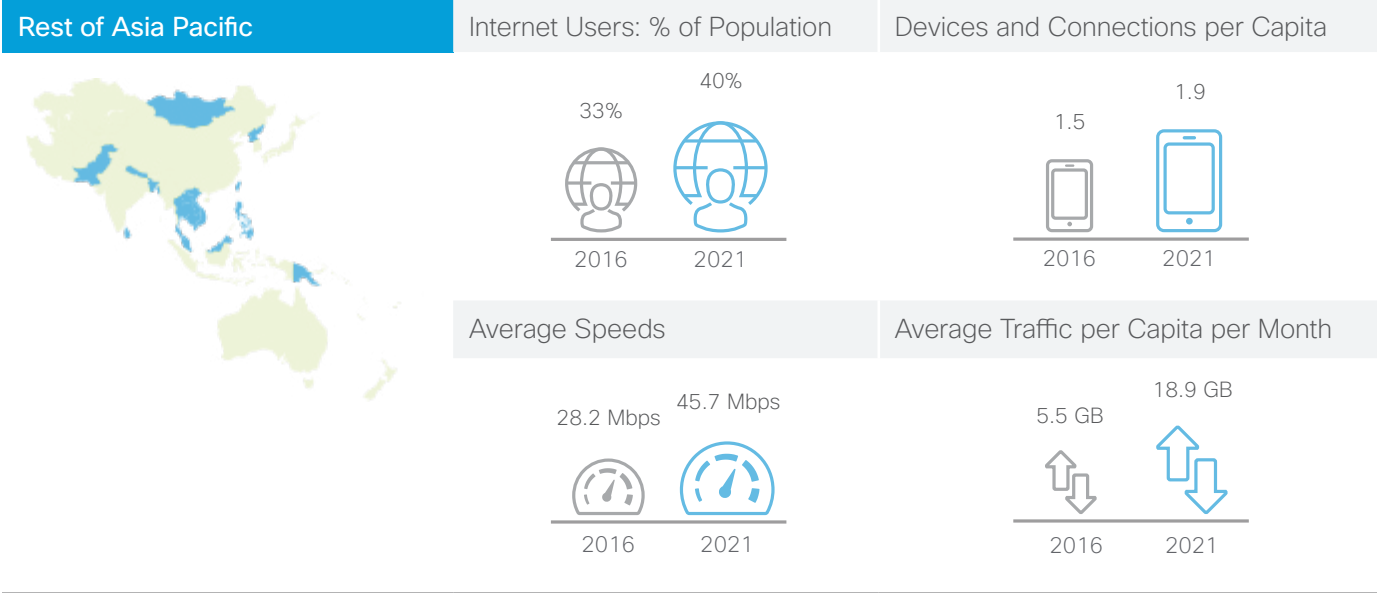 Rest of Asia Pacific
Internet Users: % of Population
33%
40%
2016
2021
Devices and Connections per Capita
1.5
1.9
2016
2021
Average Speeds
28.2 Mbps
45.7 Mbps
2016
2021
Average Traffic per Capita per Month
5.5 GB
18.9 GB
2016
2021